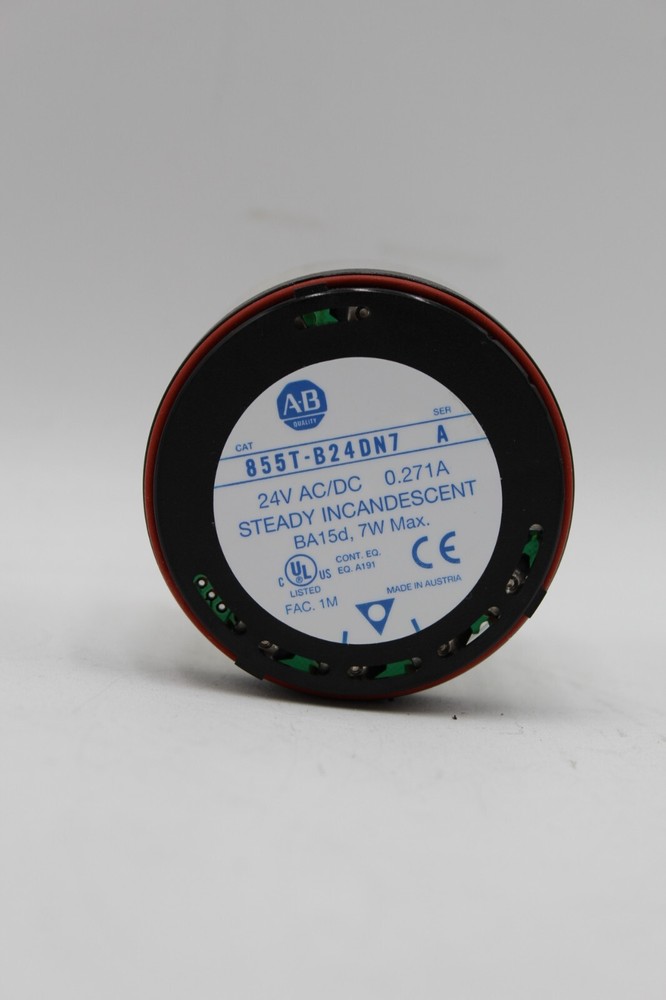 A-B
QUALITY
CAT SER
855T-B24DN7 A
24V AC/DC 0.271A
STEADY INCANDESCENT
BA15d, 7W Max.
C UL US ® CONT. EQ.
LISTED EQ. A191
CE
FAC. 1M MADE IN AUSTRIA